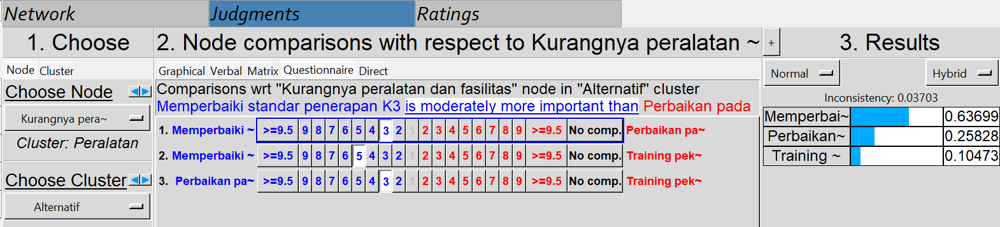 Network Judgments Ratings
1. Choose
Node Cluster
Choose Node
Kurangnya pera~
Cluster: Peralatan
Choose Cluster
Alternatif
2. Node comparisons with respect to Kurangnya peralatan ~
Graphical Verbal Matrix Questionnaire Direct
Comparisons wrt "Kurangnya peralatan dan fasilitas" node in "Alternatif" cluster
Memperbaiki standar penerapan K3 is moderately more important than Perbaikan pada
1. Memperbaiki ~ >=9.5 9 8 7 6 5 4 3 2 1 2 3 4 5 6 7 8 9 >=9.5 No comp. Perbaikan pa~
2. Memperbaiki ~ >=9.5 9 8 7 6 5 4 3 2 1 2 3 4 5 6 7 8 9 >=9.5 No comp. Training pek~
3. Perbaikan pa~ >=9.5 9 8 7 6 5 4 3 2 1 2 3 4 5 6 7 8 9 >=9.5 No comp. Training pek~
+ 3. Results
Normal Hybrid
Inconsistency: 0.03703
Memperbai~ 0.63699
Perbaikan~ 0.25828
Training ~ 0.10473